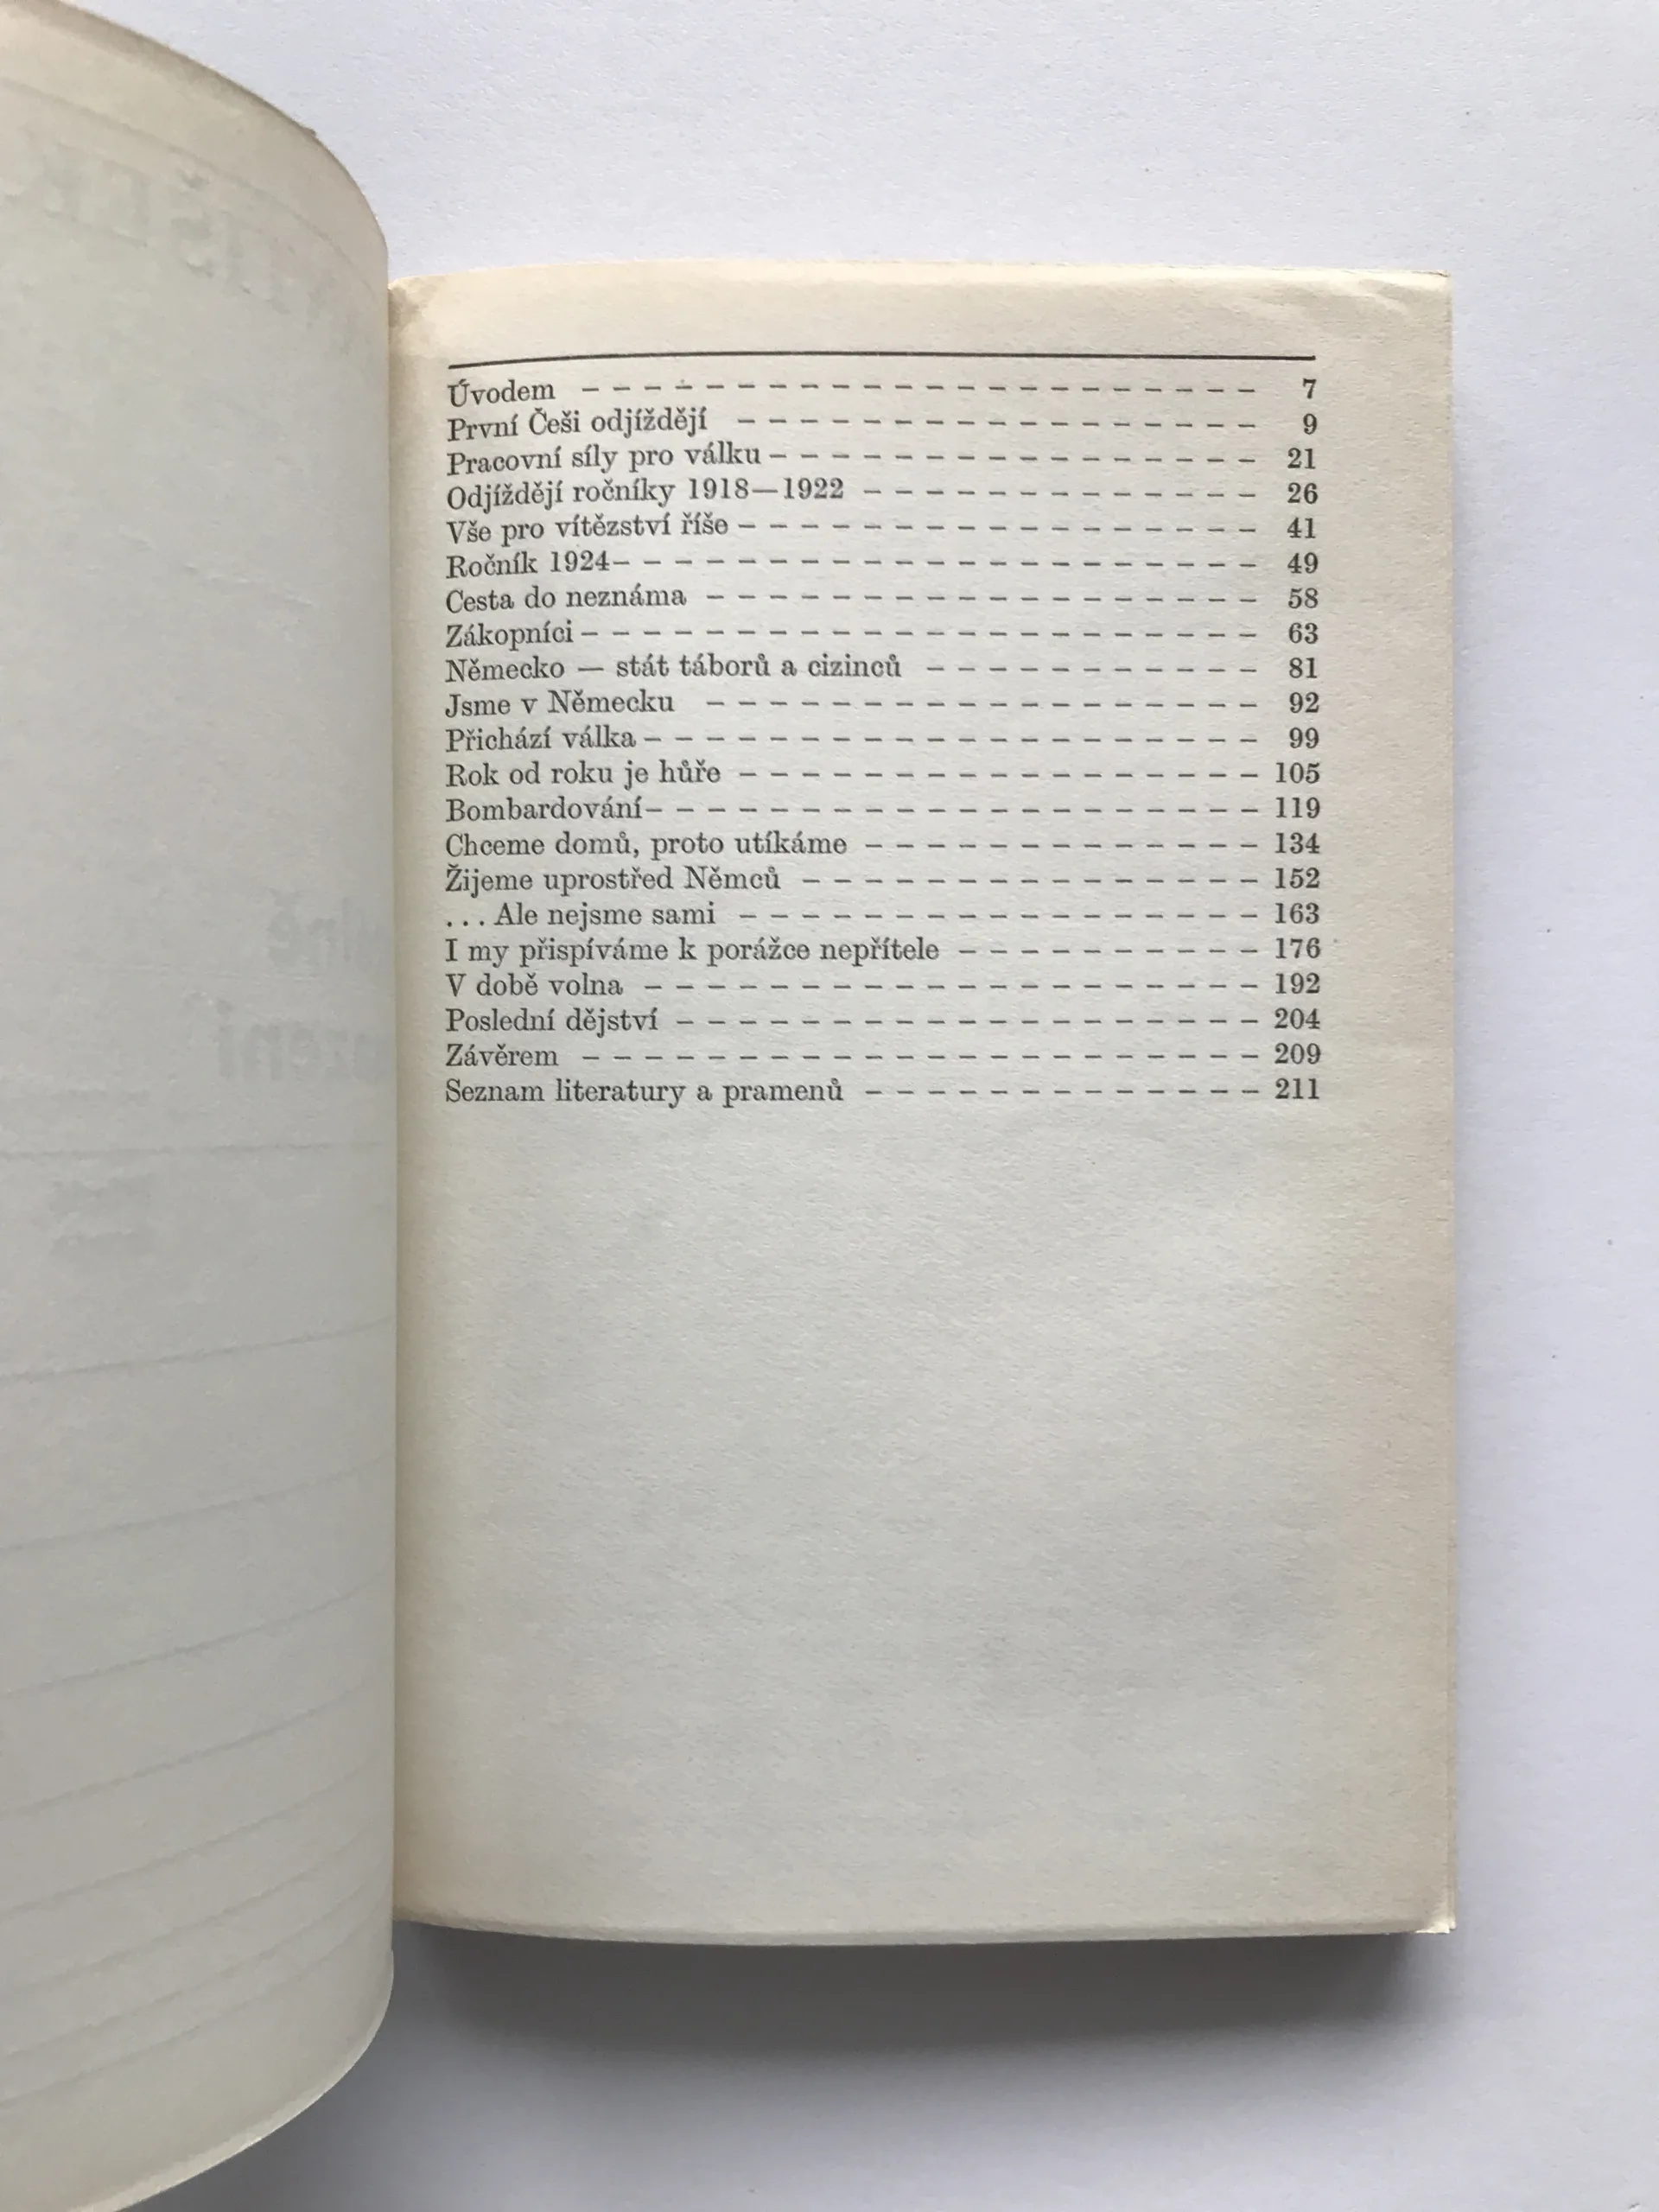 Úvodem – – – – – – – – – – – – – – – – – – – – – – 7
První Češi odjíždějí – – – – – – – – – – – – – – – – – 9
Pracovní síly pro válku – – – – – – – – – – – – – – – – 21
Odjíždějí ročníky 1918—1922 – – – – – – – – – – – – – 26
Vše pro vítězství říše – – – – – – – – – – – – – – – – – 41
Ročník 1924 – – – – – – – – – – – – – – – – – – – – – 49
Cesta do neznáma – – – – – – – – – – – – – – – – – – 58
Zákopníci – – – – – – – – – – – – – – – – – – – – – – 63
Německo — stát táborů a cizinců – – – – – – – – – – – 81
Jsme v Německu – – – – – – – – – – – – – – – – – – 92
Přichází válka – – – – – – – – – – – – – – – – – – – – 99
Rok od roku je hůře – – – – – – – – – – – – – – – – – 105
Bombardování – – – – – – – – – – – – – – – – – – – – 119
Chceme domů, proto utíkáme – – – – – – – – – – – – – 134
Žijeme uprostřed Němců – – – – – – – – – – – – – – – 152
. . . Ale nejsme sami – – – – – – – – – – – – – – – – – 163
I my přispíváme k porážce nepřítele – – – – – – – – – – 176
V době volna – – – – – – – – – – – – – – – – – – – – 192
Poslední dějství – – – – – – – – – – – – – – – – – – – 204
Závěrem – – – – – – – – – – – – – – – – – – – – – – 209
Seznam literatury a pramenů – – – – – – – – – – – – – 211